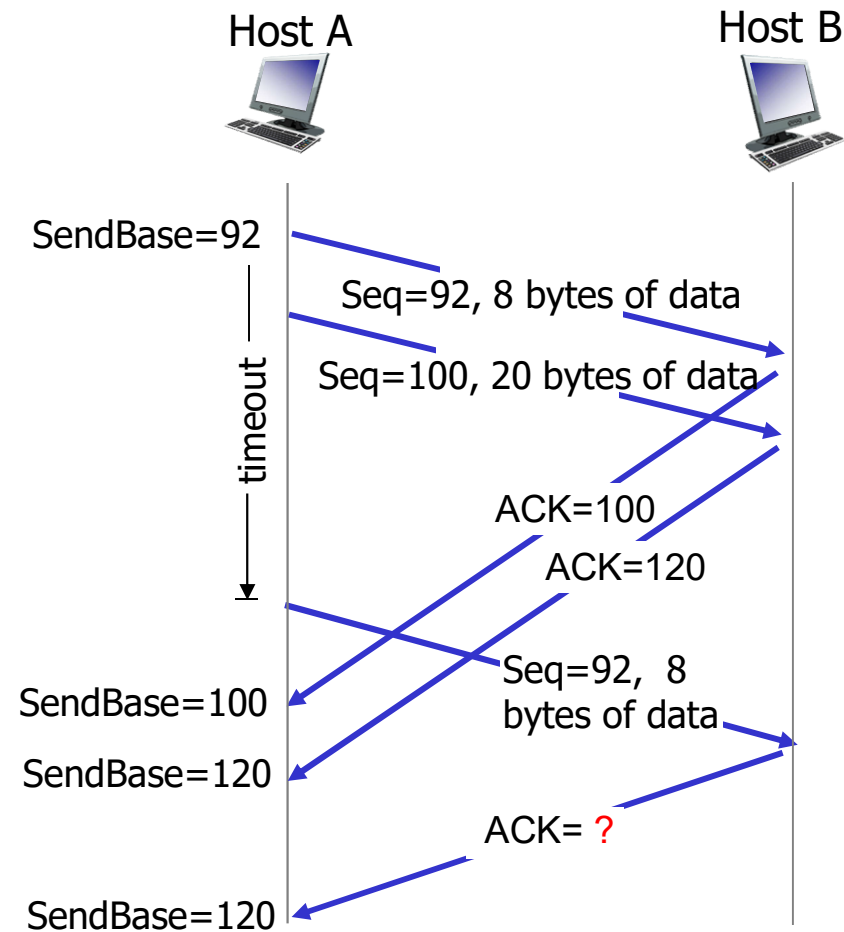 Host A
Host B
SendBase=92
Seq=92, 8 bytes of data
Seq=100, 20 bytes of data
timeout
ACK=100
ACK=120
Seq=92,  8
bytes of data
SendBase=100
SendBase=120
ACK= ?
SendBase=120